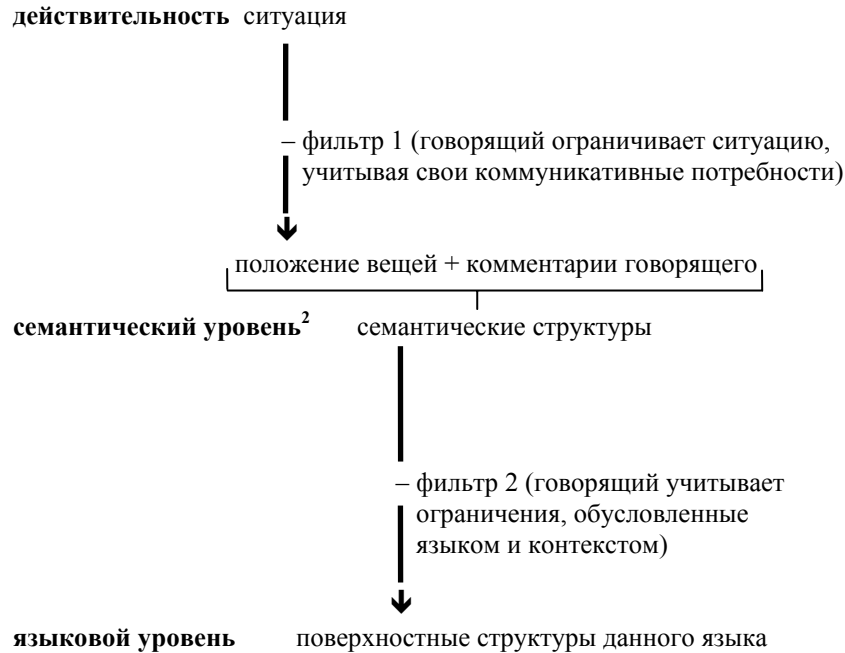 действительность ситуация
– фильтр 1 (говорящий ограничивает ситуацию,
учитывая свои коммуникативные потребности)
положение вещей + комментарии говорящего
семантический уровень² семантические структуры
– фильтр 2 (говорящий учитывает
ограничения, обусловленные
языком и контекстом)
языковой уровень поверхностные структуры данного языка